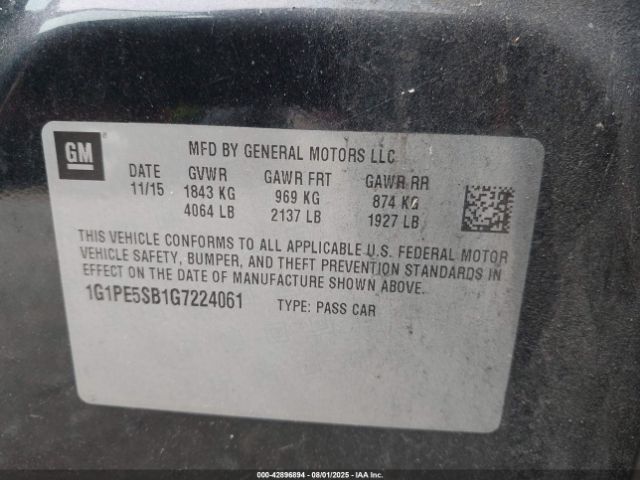 GM
MFD BY GENERAL MOTORS LLC
DATE GVWR GAWR FRT GAWR RR
11/15 1843 KG 969 KG 874 KG
4064 LB 2137 LB 1927 LB
THIS VEHICLE CONFORMS TO ALL APPLICABLE U.S. FEDERAL MOTOR
VEHICLE SAFETY, BUMPER, AND THEFT PREVENTION STANDARDS IN
EFFECT ON THE DATE OF MANUFACTURE SHOWN ABOVE.
1G1PE5SB1G7224061 TYPE: PASS CAR
000-42896894 - 08/01/2025 - IAA Inc.